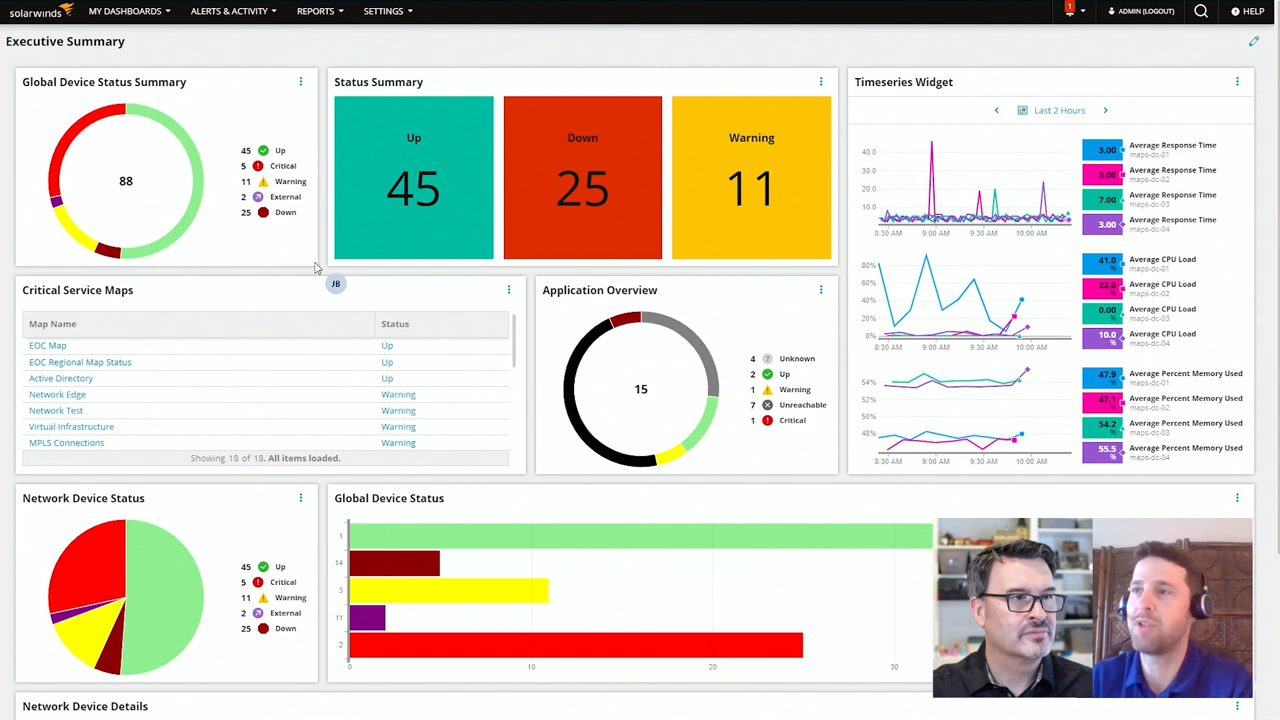 solarwinds MY DASHBOARDS ALERTS & ACTIVITY REPORTS SETTINGS 1 ADMIN (LOGOUT) HELP
Executive Summary
Global Device Status Summary
88
45 Up
5 Critical
11 Warning
2 External
25 Down
Status Summary
Up
45
Down
25
Warning
11
Timeseries Widget
Last 2 Hours
40.0
30.0
20.0
10.0
8:30 AM 9:00 AM 9:30 AM 10:00 AM
3.00 Average Response Time
maps-dc-01
3.00 Average Response Time
maps-dc-02
7.00 Average Response Time
maps-dc-03
3.00 Average Response Time
maps-dc-04
80%
60%
40%
20%
0%
8:30 AM 9:00 AM 9:30 AM 10:00 AM
41.0 % Average CPU Load
maps-dc-01
22.0 % Average CPU Load
maps-dc-02
0.00 % Average CPU Load
maps-dc-03
10.0 % Average CPU Load
maps-dc-04
54%
52%
50%
48%
8:30 AM 9:00 AM 9:30 AM 10:00 AM
47.9 % Average Percent Memory Used
maps-dc-01
47.1 % Average Percent Memory Used
maps-dc-02
54.2 % Average Percent Memory Used
maps-dc-03
55.5 % Average Percent Memory Used
maps-dc-04
JB
Critical Service Maps
Map Name Status
EOC Map Up
EOC Regional Map Status Up
Active Directory Up
Network Edge Warning
Network Test Warning
Virtual Infrastructure Warning
MPLS Connections Warning
Showing 18 of 18. All items loaded.
Application Overview
15
4 ? Unknown
2 Up
1 Warning
7 Unreachable
1 Critical
Network Device Status
45 Up
5 Critical
11 Warning
2 External
25 Down
Global Device Status
1
14
3
11
2
0 10 20 30
Network Device Details